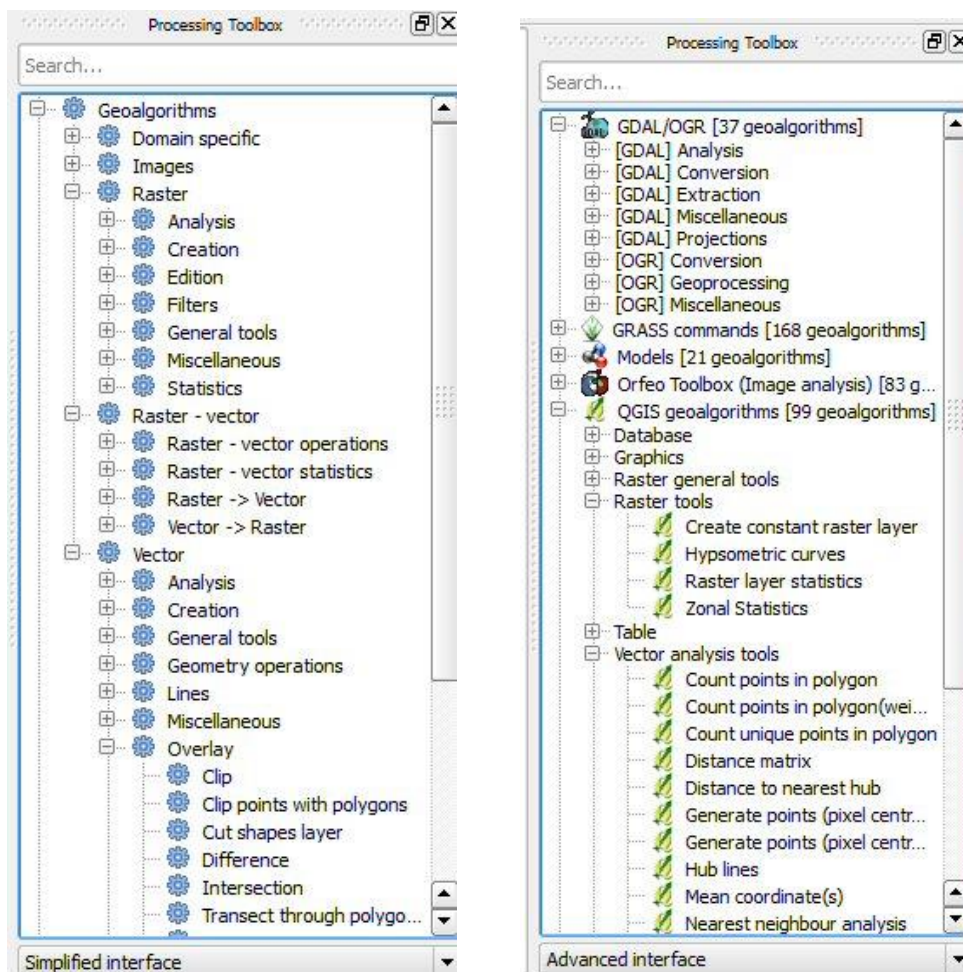 Processing Toolbox
Search...
Geoalgorithms
Domain specific
Images
Raster
Analysis
Creation
Edition
Filters
General tools
Miscellaneous
Statistics
Raster - vector
Raster - vector operations
Raster - vector statistics
Raster -> Vector
Vector -> Raster
Vector
Analysis
Creation
General tools
Geometry operations
Lines
Miscellaneous
Overlay
Clip
Clip points with polygons
Cut shapes layer
Difference
Intersection
Transect through polygo...
Simplified interface
Processing Toolbox
Search...
GDAL/OGR [37 geoalgorithms]
[GDAL] Analysis
[GDAL] Conversion
[GDAL] Extraction
[GDAL] Miscellaneous
[GDAL] Projections
[OGR] Conversion
[OGR] Geoprocessing
[OGR] Miscellaneous
GRASS commands [168 geoalgorithms]
Models [21 geoalgorithms]
Orfeo Toolbox (Image analysis) [83 g...
QGIS geoalgorithms [99 geoalgorithms]
Database
Graphics
Raster general tools
Raster tools
Create constant raster layer
Hypsometric curves
Raster layer statistics
Zonal Statistics
Table
Vector analysis tools
Count points in polygon
Count points in polygon(wei...
Count unique points in polygon
Distance matrix
Distance to nearest hub
Generate points (pixel centr...
Generate points (pixel centr...
Hub lines
Mean coordinate(s)
Nearest neighbour analysis
Advanced interface